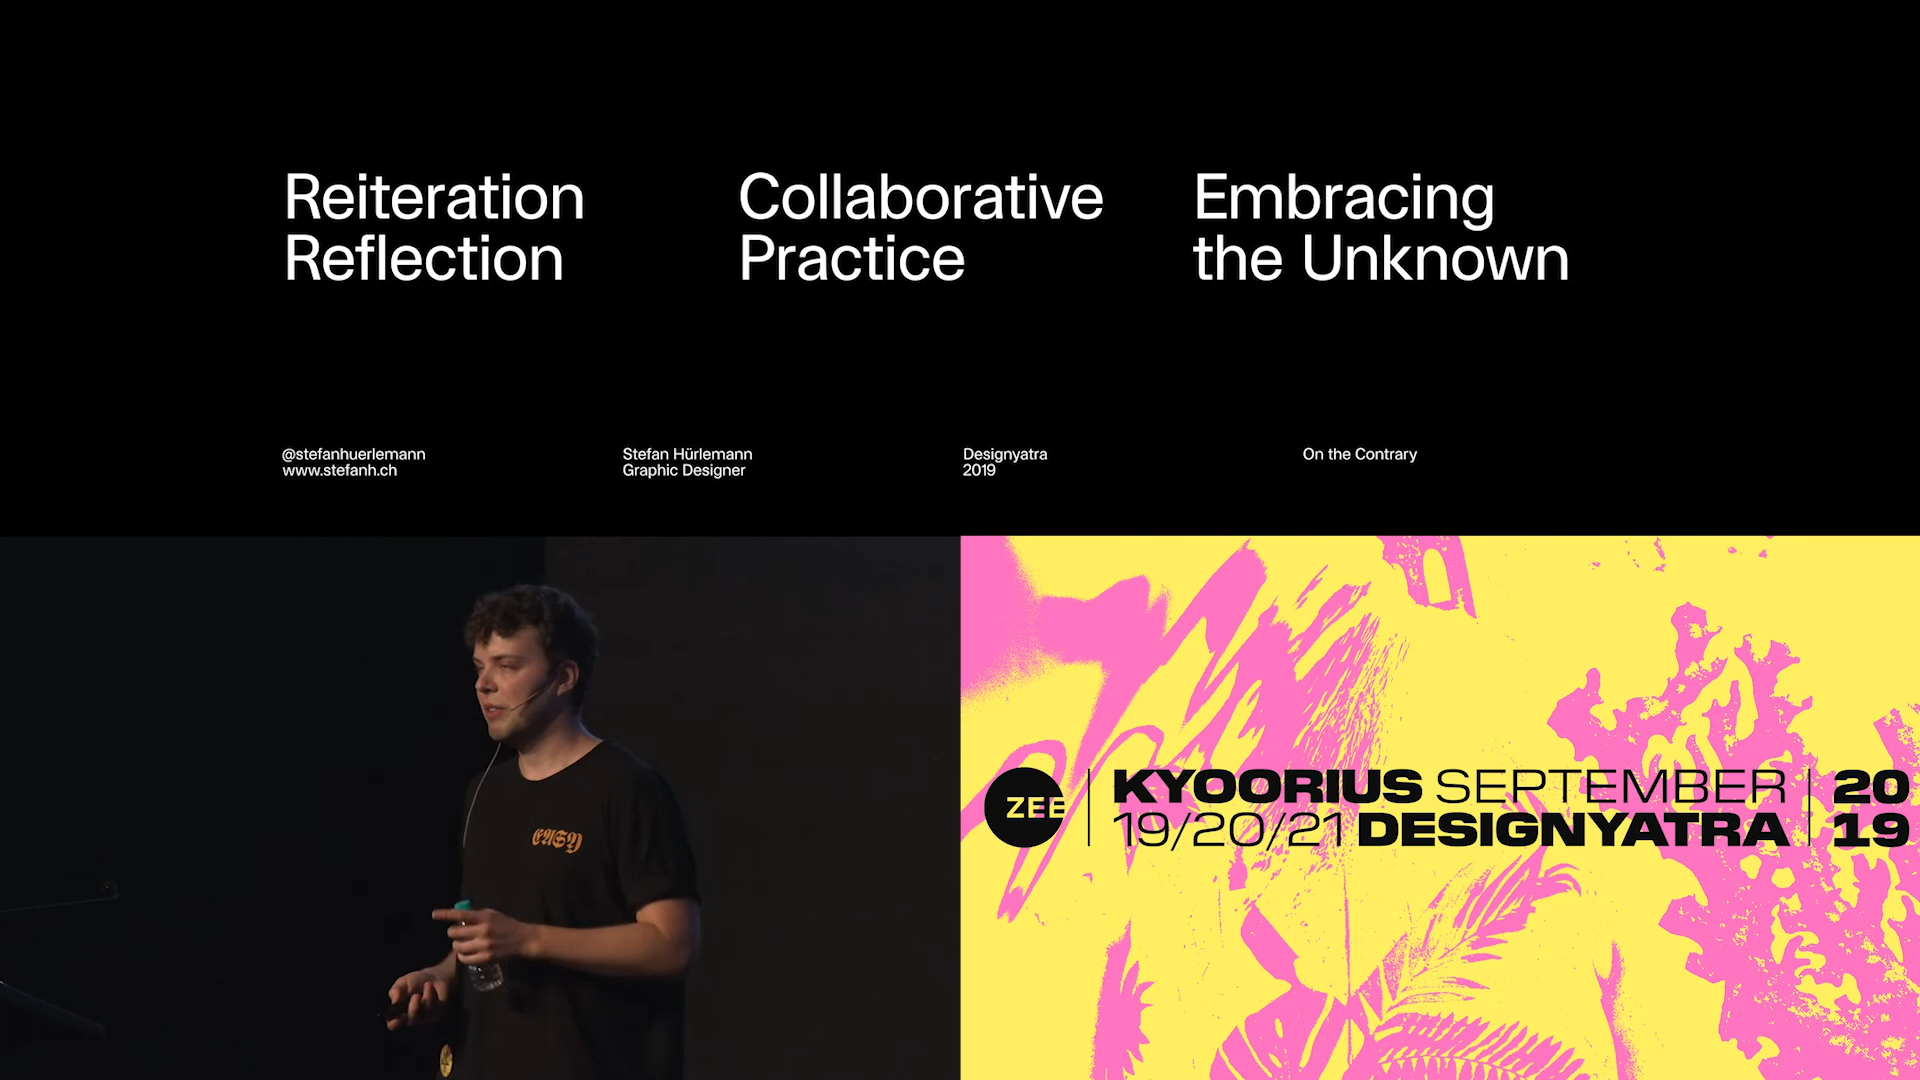 Reiteration
Reflection
Collaborative
Practice
Embracing
the Unknown
@stefanhuerlemann
www.stefanh.ch
Stefan Hürlemann
Graphic Designer
Designyatra
2019
On the Contrary
EASY
ZEE
KYOORIUS SEPTEMBER
19/20/21 DESIGNYATRA
20
19